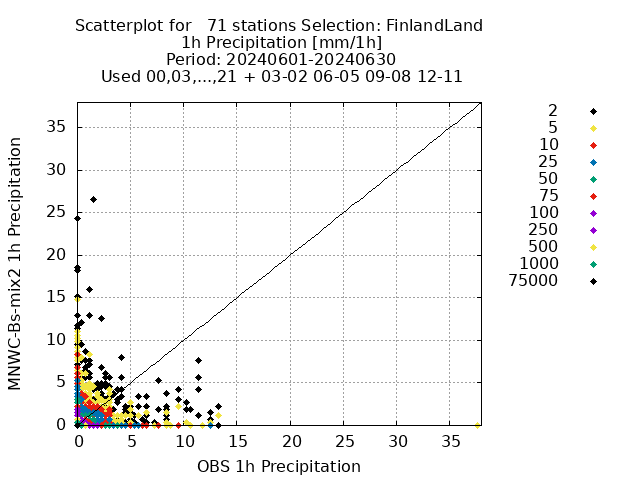 Scatterplot for   71 stations Selection: FinlandLand
1h Precipitation [mm/1h]
Period: 20240601-20240630
Used 00,03,...,21 + 03-02 06-05 09-08 12-11
MNWC-Bs-mix2 1h Precipitation
35
30
25
20
15
10
5
0
0 5 10 15 20 25 30 35
OBS 1h Precipitation
2
5
10
25
50
75
100
250
500
1000
75000